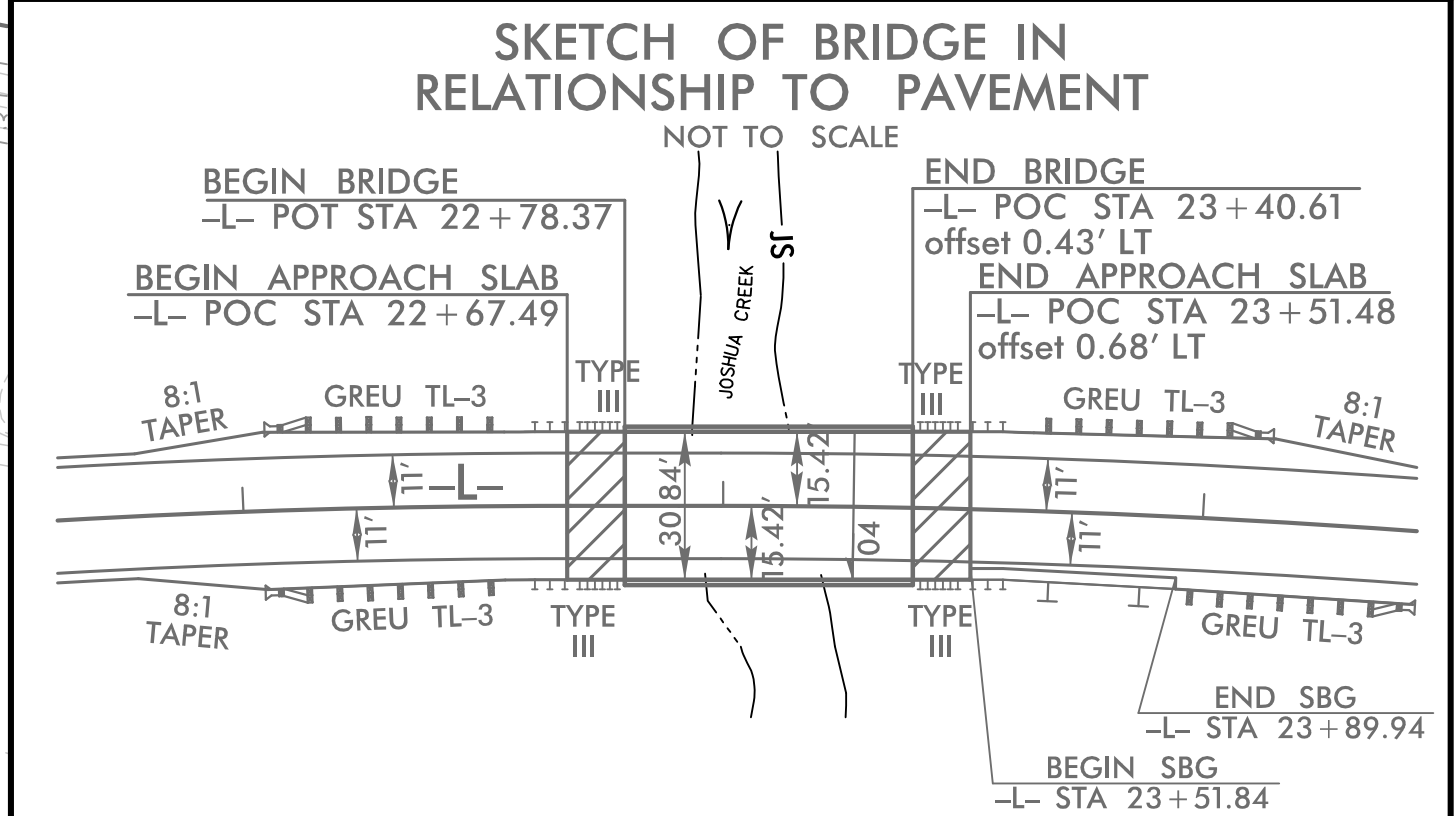 SKETCH OF BRIDGE IN
RELATIONSHIP TO PAVEMENT
NOT TO SCALE
BEGIN BRIDGE
–L– POT STA 22+78.37
END BRIDGE
–L– POC STA 23+40.61
offset 0.43' LT
BEGIN APPROACH SLAB
–L– POC STA 22+67.49
END APPROACH SLAB
–L– POC STA 23+51.48
offset 0.68' LT
JS
JOSHUA CREEK
TYPE
III
TYPE
III
8:1
TAPER
GREU TL–3
GREU TL–3
8:1
TAPER
11'
–L–
30 84'
15.42'
11'
11'
15.42'
04
11'
8:1
TAPER
GREU TL–3
TYPE
III
TYPE
III
GREU TL–3
END SBG
–L– STA 23+89.94
BEGIN SBG
–L– STA 23+51.84